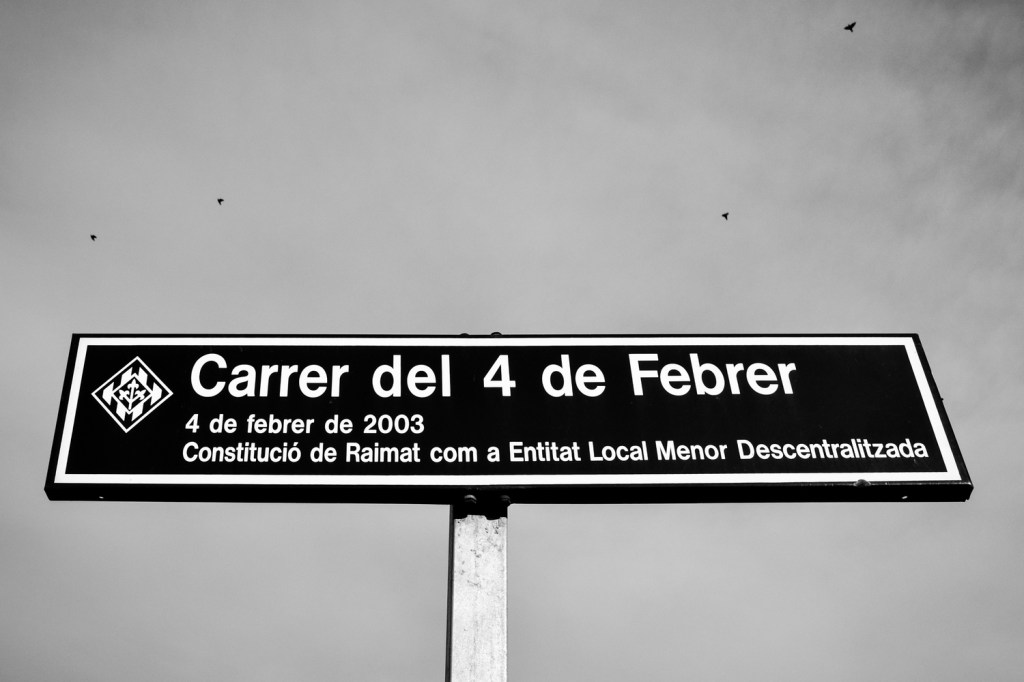 Carrer del 4 de Febrer
4 de febrer de 2003
Constitució de Raimat com a Entitat Local Menor Descentralitzada